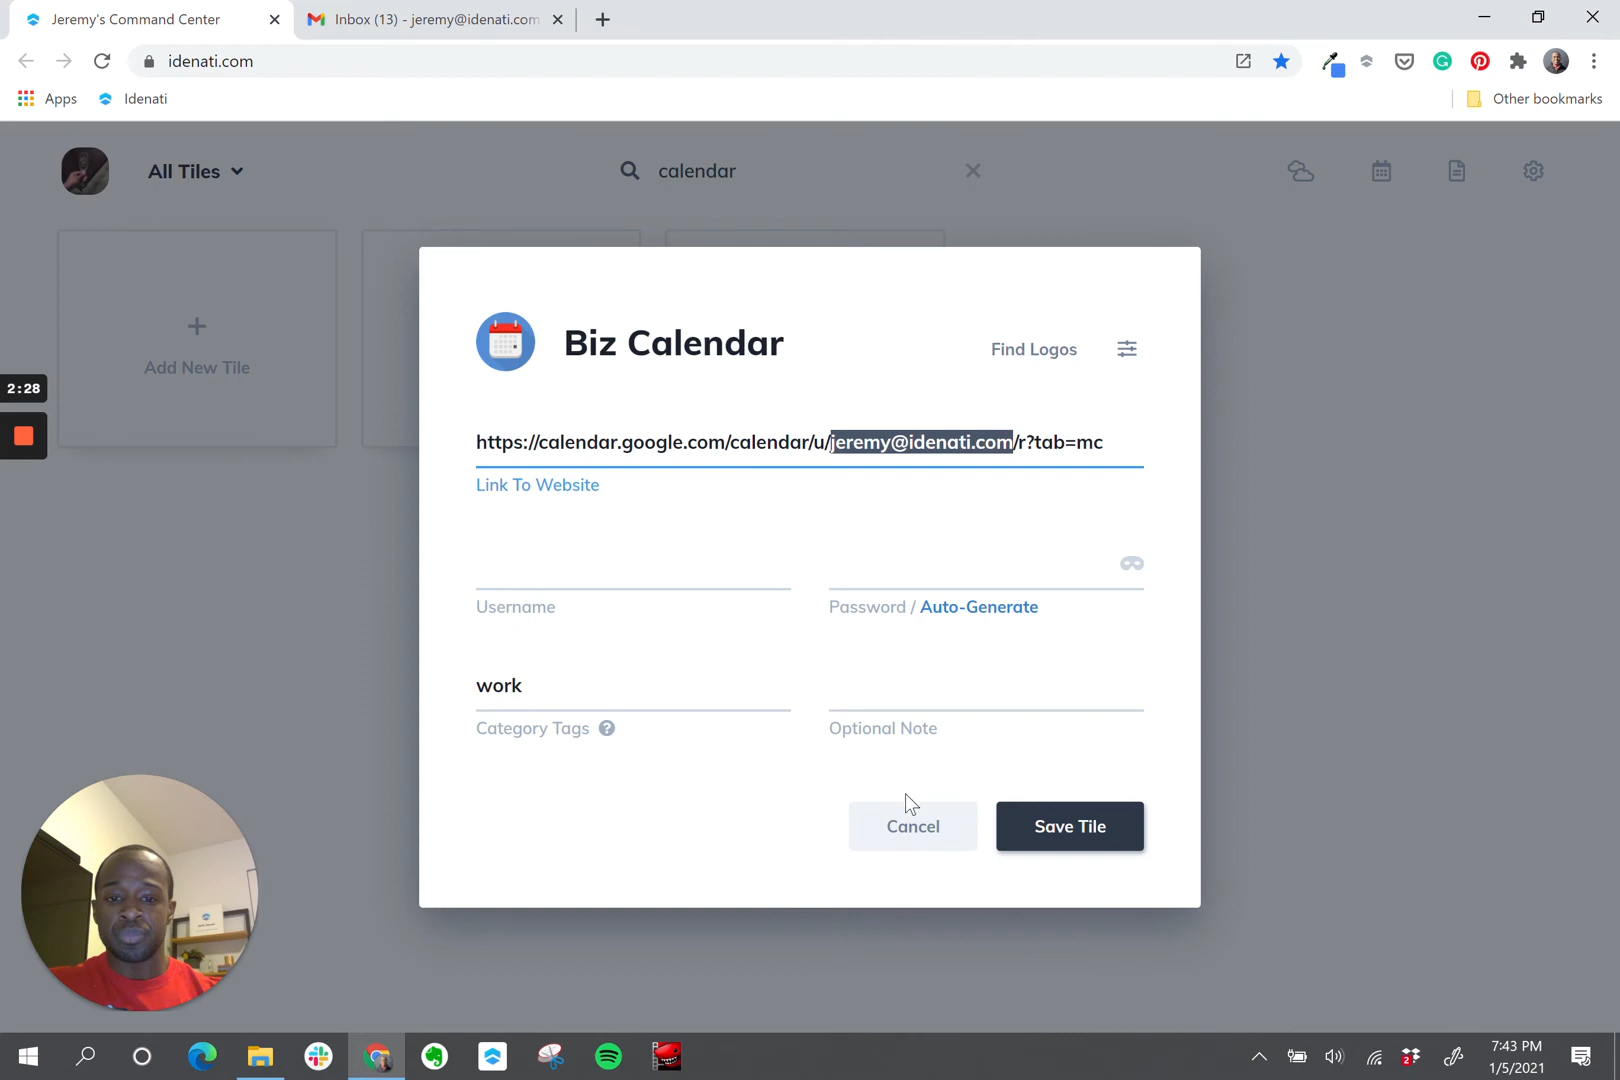 Jeremy's Command Center
Inbox (13) - jeremy@idenati.com
idenati.com
Apps
Idenati
Other bookmarks
All Tiles
calendar
Add New Tile
2:28
Biz Calendar
Find Logos
https://calendar.google.com/calendar/u/jeremy@idenati.com/r?tab=mc
Link To Website
Username
Password / Auto-Generate
work
Category Tags ?
Optional Note
Cancel
Save Tile
2
7:43 PM
1/5/2021